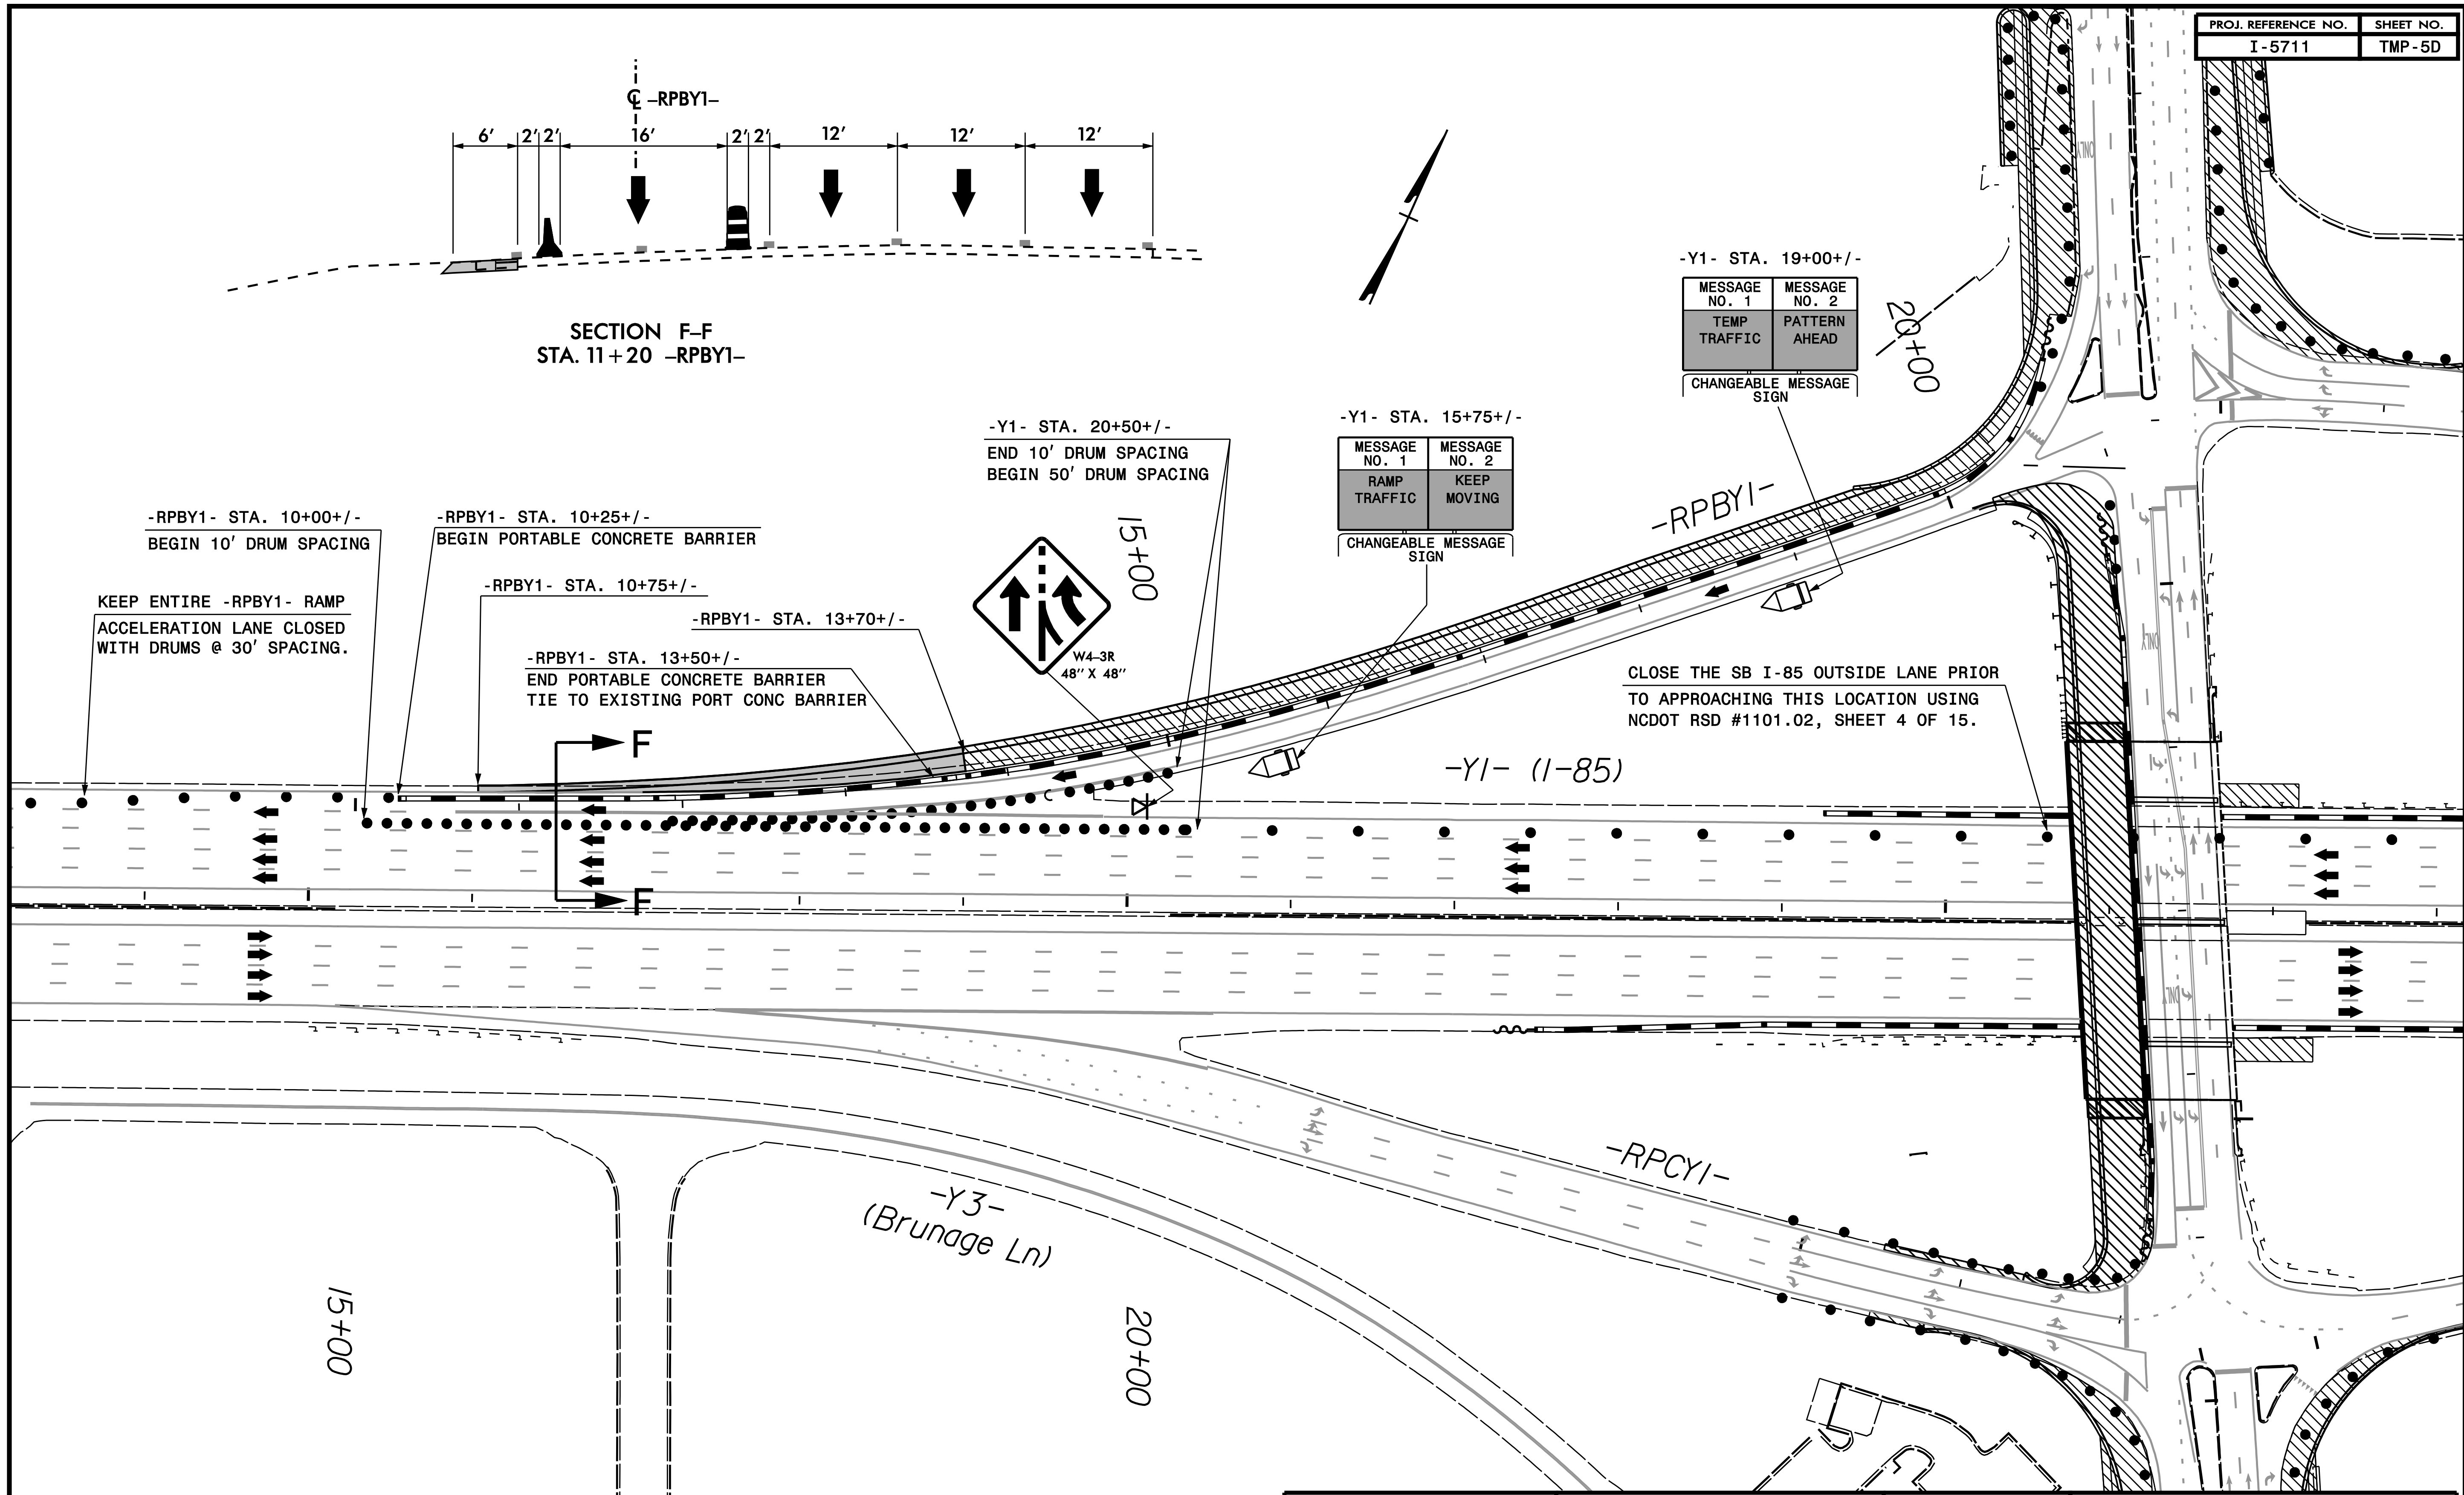 PROJ. REFERENCE NO. SHEET NO.
I-5711 TMP-5D
℄ –RPBY1–
6' 2' 2' 16' 2' 2' 12' 12' 12'
SECTION F–F
STA. 11+20 –RPBY1–
-Y1- STA. 19+00+/-
MESSAGE NO. 1 MESSAGE NO. 2
TEMP TRAFFIC PATTERN AHEAD
CHANGEABLE MESSAGE
SIGN
20+00
-Y1- STA. 15+75+/-
MESSAGE NO. 1 MESSAGE NO. 2
RAMP TRAFFIC KEEP MOVING
CHANGEABLE MESSAGE
SIGN
-Y1- STA. 20+50+/-
END 10' DRUM SPACING
BEGIN 50' DRUM SPACING
-RPBY1-
15+00
-RPBY1- STA. 10+00+/-
BEGIN 10' DRUM SPACING
-RPBY1- STA. 10+25+/-
BEGIN PORTABLE CONCRETE BARRIER
-RPBY1- STA. 10+75+/-
KEEP ENTIRE -RPBY1- RAMP
ACCELERATION LANE CLOSED
WITH DRUMS @ 30' SPACING.
-RPBY1- STA. 13+70+/-
-RPBY1- STA. 13+50+/-
END PORTABLE CONCRETE BARRIER
TIE TO EXISTING PORT CONC BARRIER
W4–3R
48" X 48"
CLOSE THE SB I-85 OUTSIDE LANE PRIOR
TO APPROACHING THIS LOCATION USING
NCDOT RSD #1101.02, SHEET 4 OF 15.
F
F
-Y1- (I-85)
ONLY
ONLY
ONLY
-RPCY1-
-Y3-
(Brunage Ln)
15+00
20+00